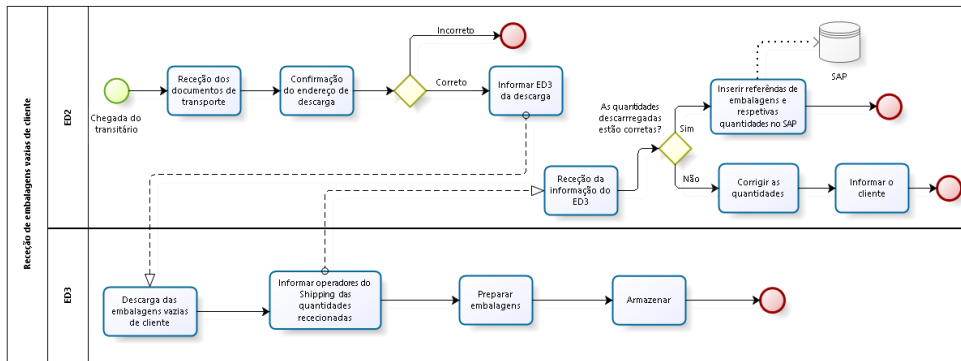 Receção de embalagens vazias de cliente
ED2
Chegada do
transitário
Receção dos
documentos de
transporte
Confirmação
do endereço de
descarga
Incorreto
Correto
Informar ED3
da descarga
Receção da
informação do
ED3
As quantidades
descarrregadas
estão corretas?
Sim
Não
Inserir referências de
embalagens e
respetivas
quantidades no SAP
SAP
Corrigir as
quantidades
Informar o
cliente
ED3
Descarga das
embalagens vazias
de cliente
Informar operadores do
Shipping das
quantidades
rececionadas
Preparar
embalagens
Armazenar